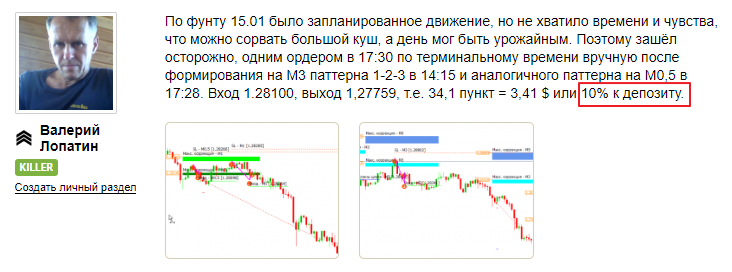 По фунту 15.01 было запланированное движение, но не хватило времени и чувства,
что можно сорвать большой куш, а день мог быть урожайным. Поэтому зашёл
осторожно, одним ордером в 17:30 по терминальному времени вручную после
формирования на М3 паттерна 1-2-3 в 14:15 и аналогичного паттерна на М0,5 в
17:28. Вход 1.28100, выход 1,27759, т.е. 34,1 пункт = 3,41 $ или 10% к депозиту.
Валерий
Лопатин
KILLER
Создать личный раздел